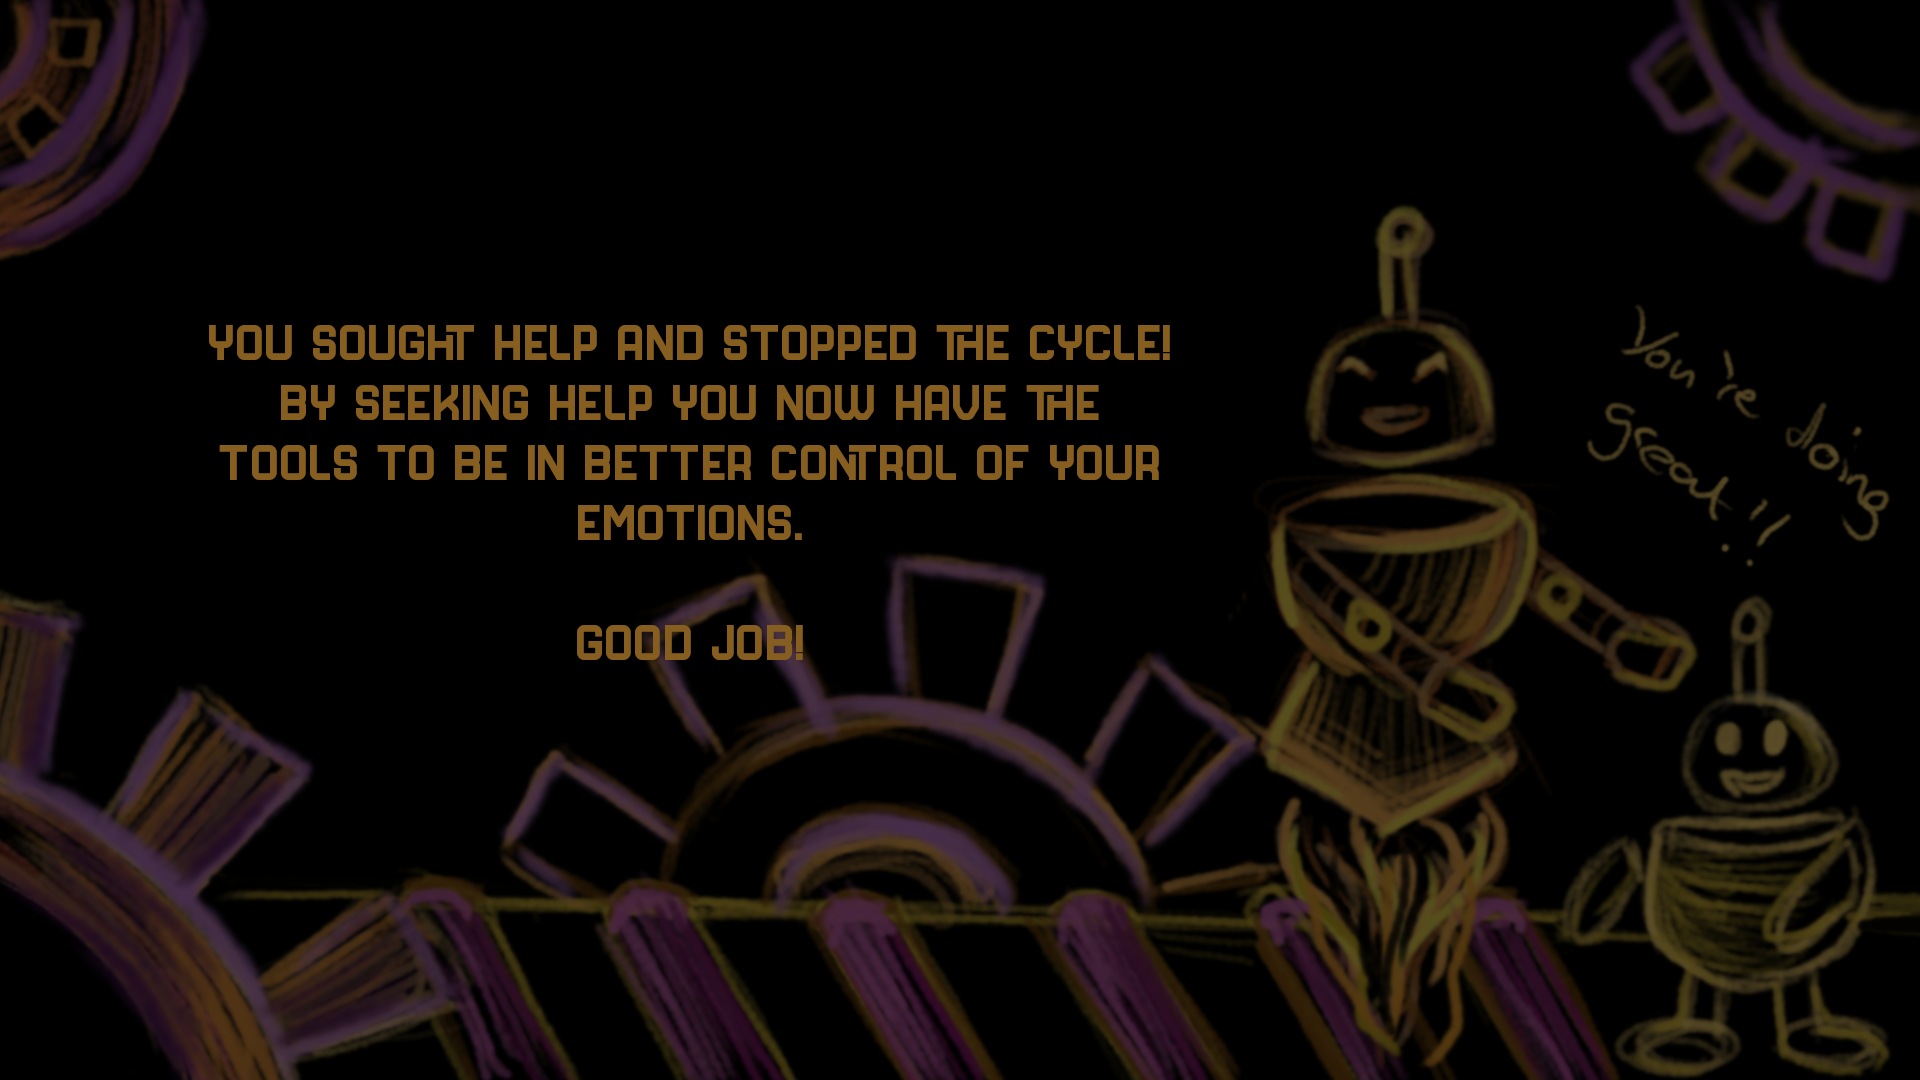 YOU SOUGHT HELP AND STOPPED THE CYCLE!
BY SEEKING HELP YOU NOW HAVE THE
TOOLS TO BE IN BETTER CONTROL OF YOUR
EMOTIONS.
GOOD JOB!
You're doing
great!!